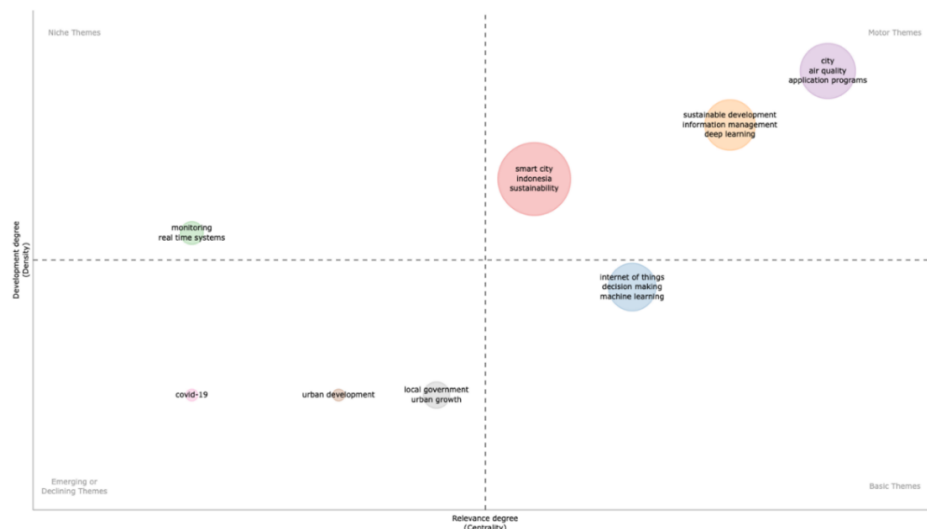 Niche Themes
Motor Themes
city
air quality
application programs
sustainable development
information management
deep learning
smart city
indonesia
sustainability
monitoring
real time systems
Development degree
(Density)
internet of things
decision making
machine learning
covid-19
urban development
local government
urban growth
Emerging or
Declining Themes
Basic Themes
Relevance degree
(Centrality)